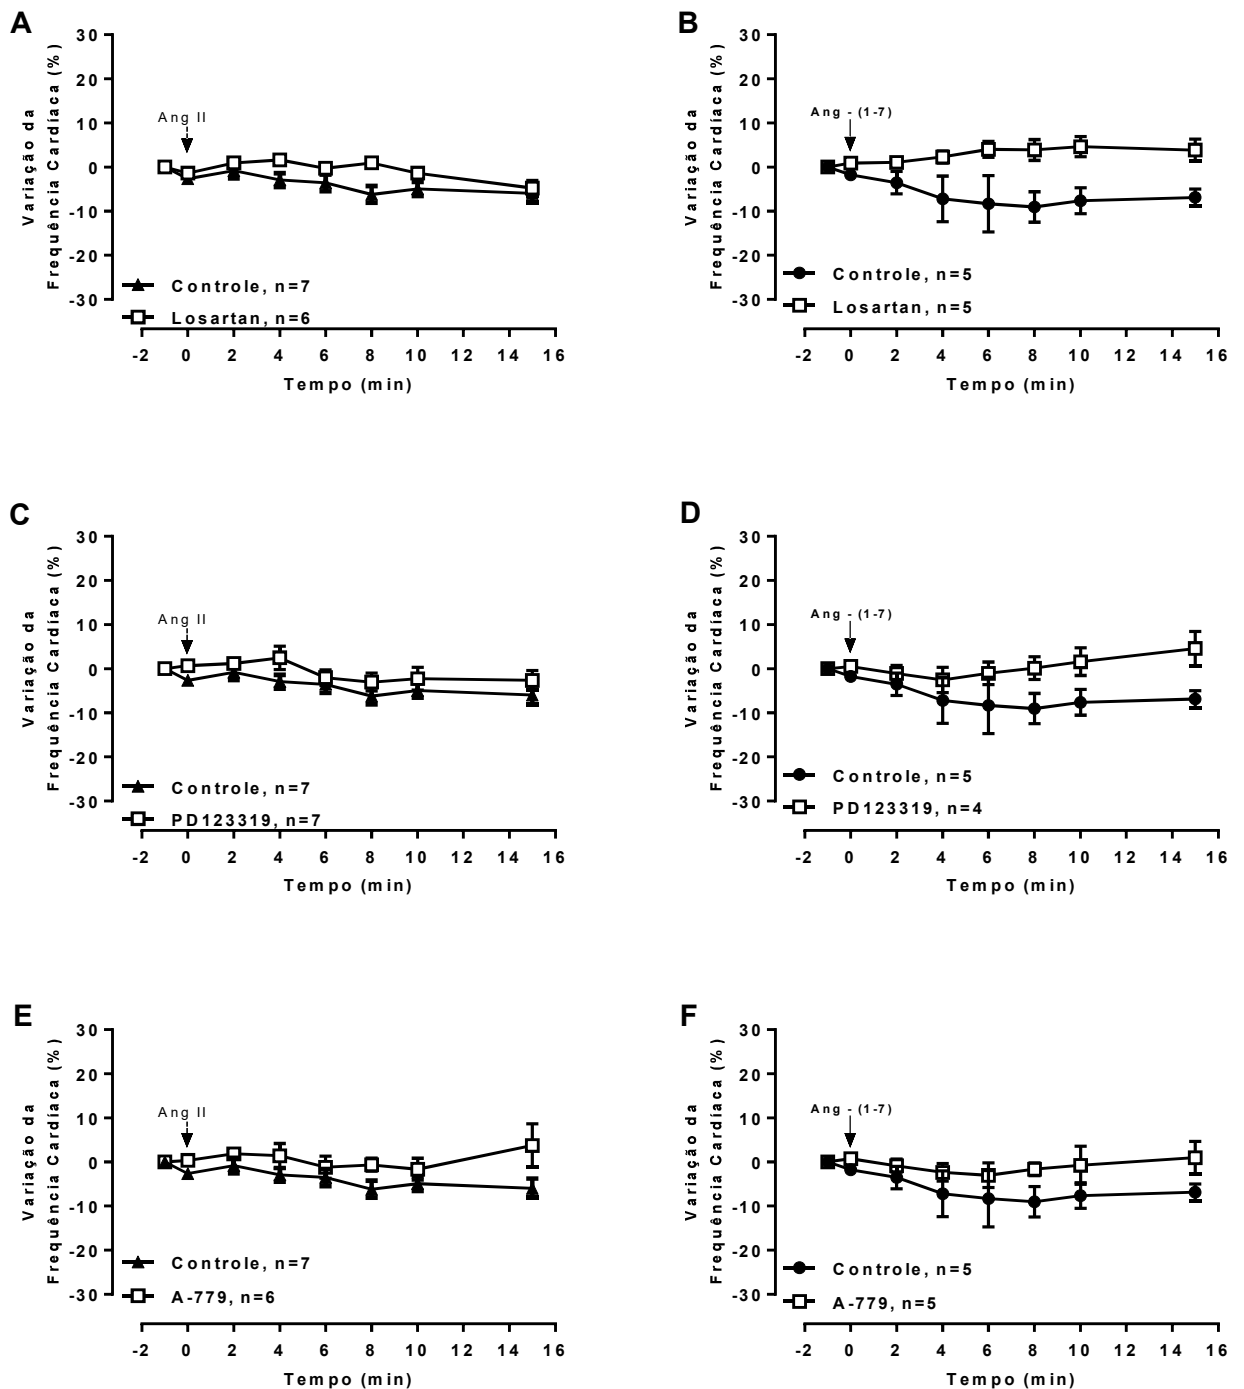 A
Variação da
Frequência Cardíaca (%)
30
20
10
0
-10
-20
-30
Ang II
Controle, n=7
Losartan, n=6
-2 0 2 4 6 8 10 12 14 16
Tempo (min)
B
Variação da
Frequência Cardíaca (%)
30
20
10
0
-10
-20
-30
Ang - (1-7)
Controle, n=5
Losartan, n=5
-2 0 2 4 6 8 10 12 14 16
Tempo (min)
C
Variação da
Frequência Cardíaca (%)
30
20
10
0
-10
-20
-30
Ang II
Controle, n=7
PD123319, n=7
-2 0 2 4 6 8 10 12 14 16
Tempo (min)
D
Variação da
Frequência Cardíaca (%)
30
20
10
0
-10
-20
-30
Ang - (1-7)
Controle, n=5
PD123319, n=4
-2 0 2 4 6 8 10 12 14 16
Tempo (min)
E
Variação da
Frequência Cardíaca (%)
30
20
10
0
-10
-20
-30
Ang II
Controle, n=7
A-779, n=6
-2 0 2 4 6 8 10 12 14 16
Tempo (min)
F
Variação da
Frequência Cardíaca (%)
30
20
10
0
-10
-20
-30
Ang - (1-7)
Controle, n=5
A-779, n=5
-2 0 2 4 6 8 10 12 14 16
Tempo (min)